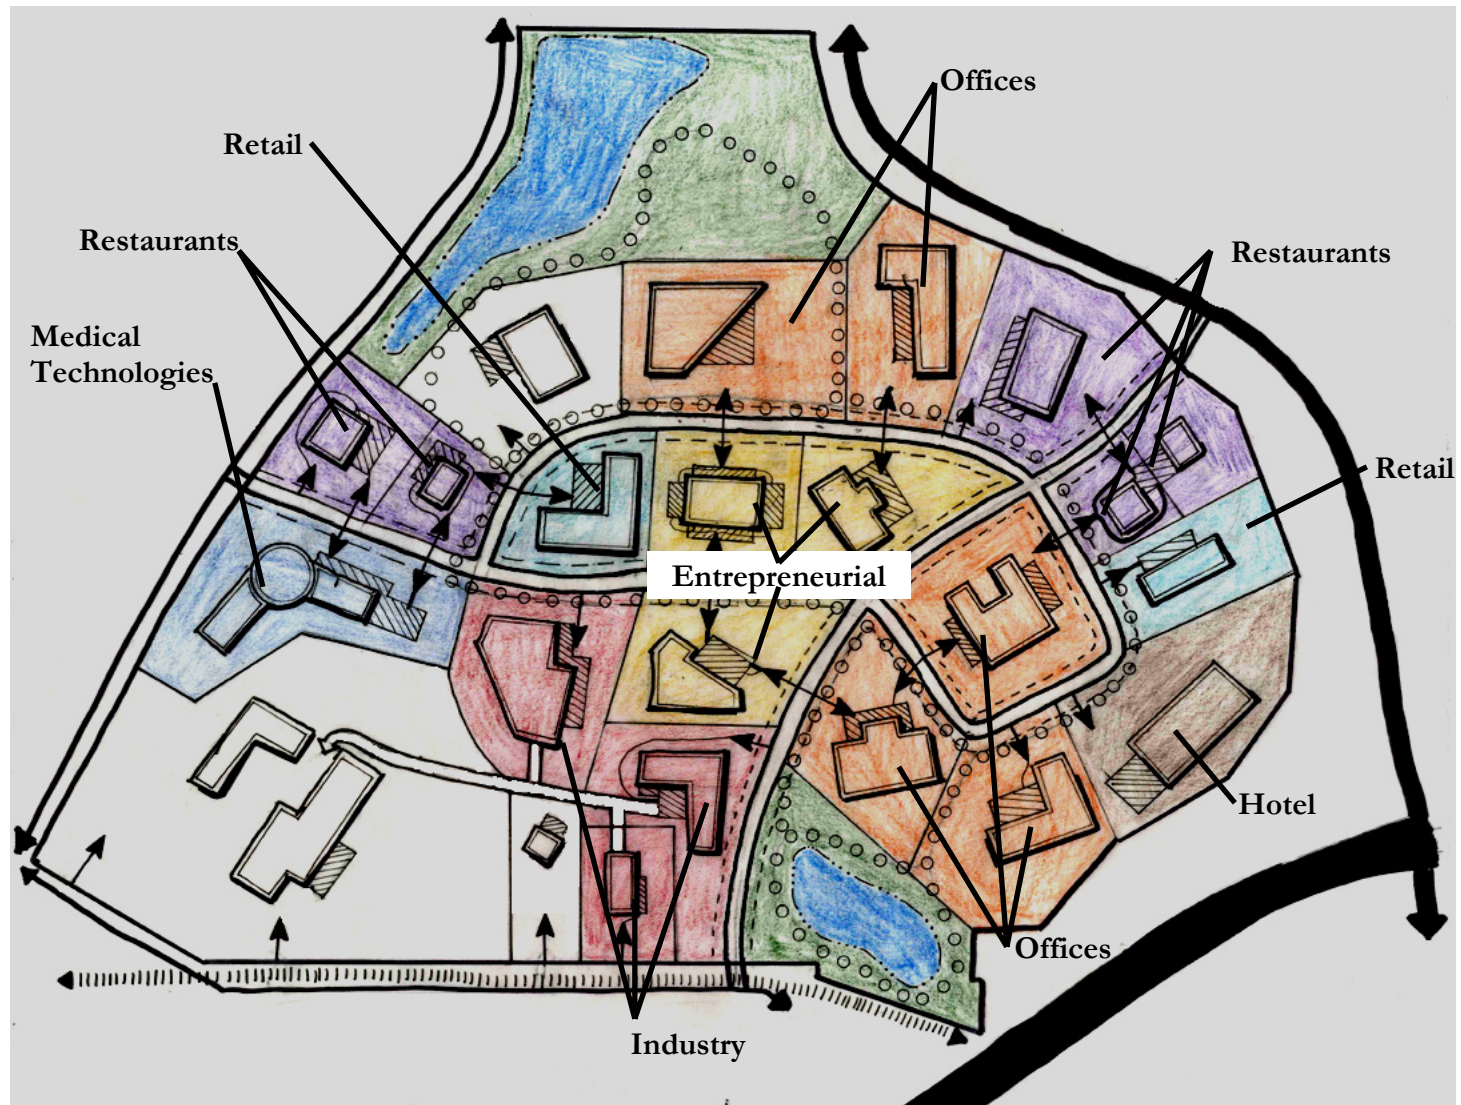 Offices
Retail
Restaurants
Restaurants
Medical
Technologies
Retail
Entrepreneurial
Hotel
Offices
Industry